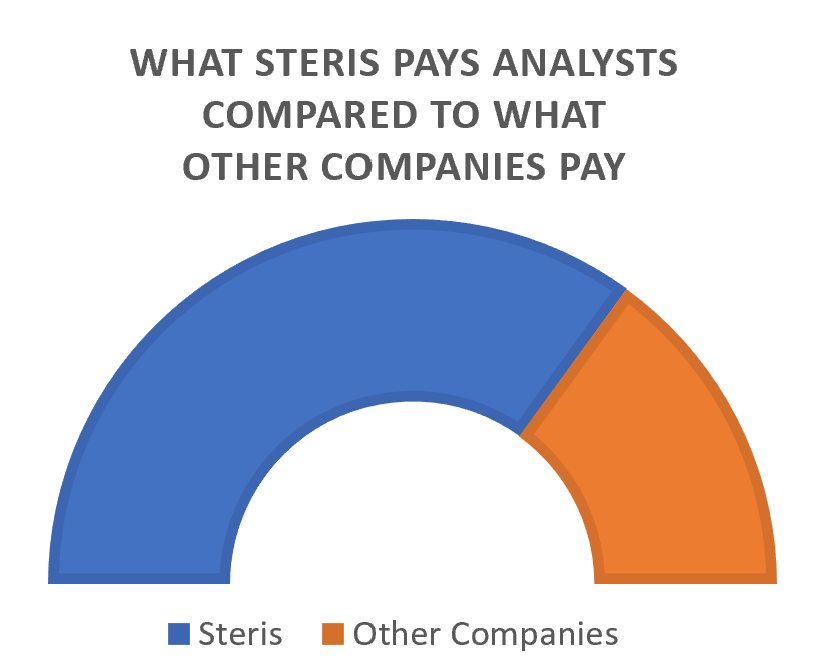 WHAT STERIS PAYS ANALYSTS
COMPARED TO WHAT
OTHER COMPANIES PAY
Steris
Other Companies